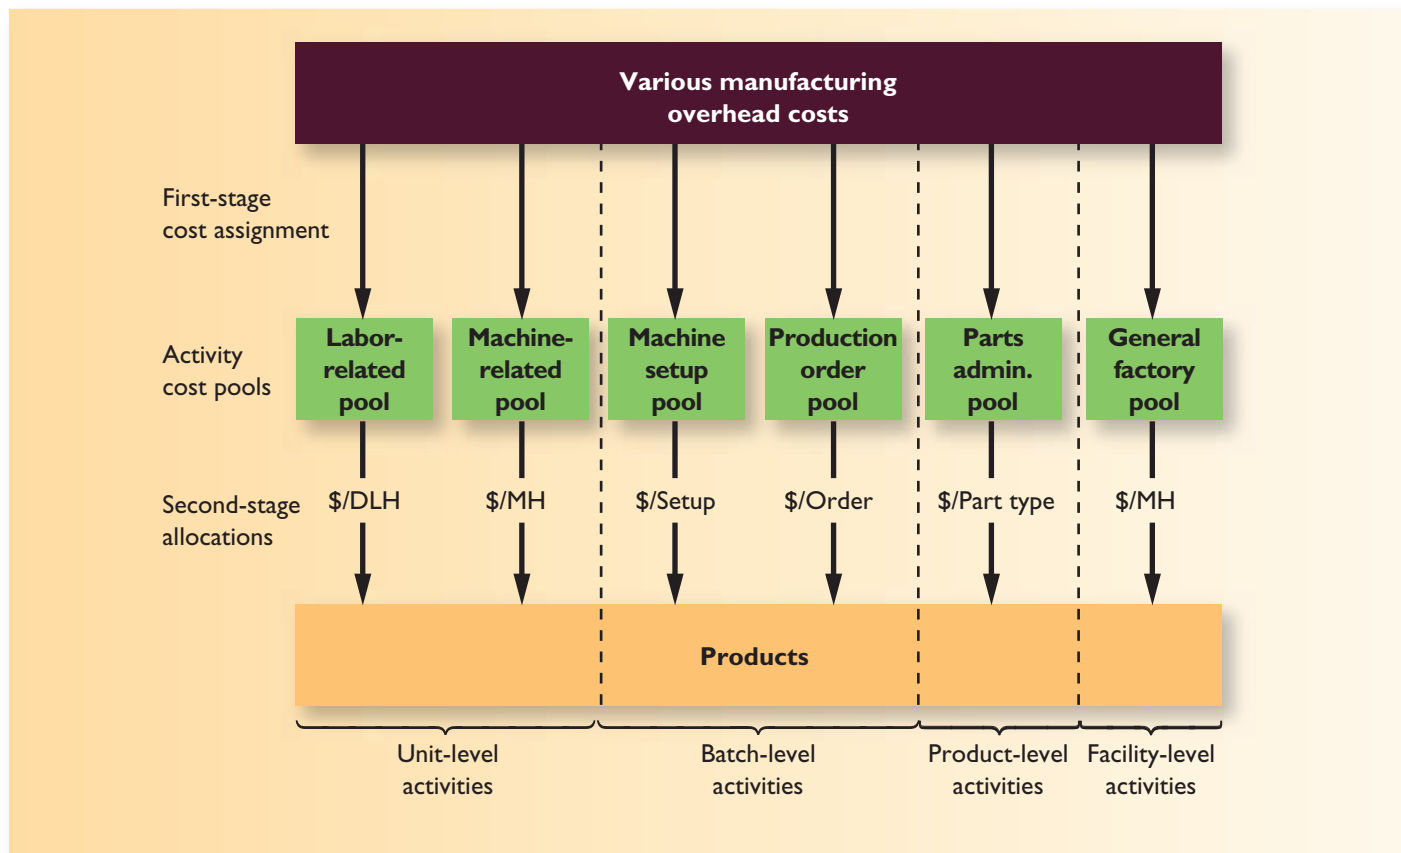 Various manufacturing
overhead costs
First-stage
cost assignment
Activity
cost pools
Labor-
related
pool
Machine-
related
pool
Machine
setup
pool
Production
order
pool
Parts
admin.
pool
General
factory
pool
Second-stage
allocations
$/DLH
$/MH
$/Setup
$/Order
$/Part type
$/MH
Products
Unit-level
activities
Batch-level
activities
Product-level
activities
Facility-level
activities